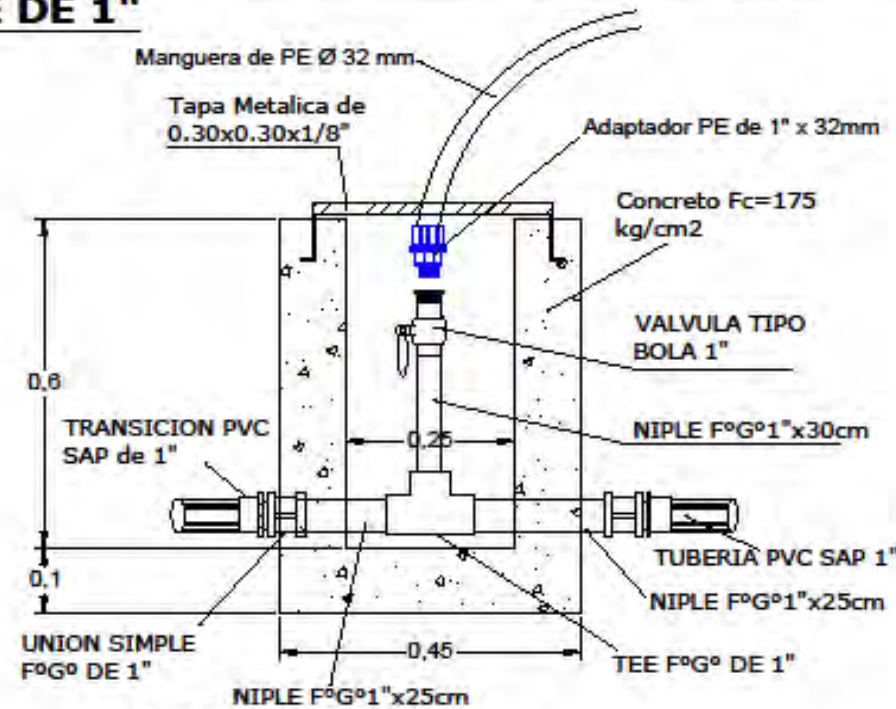 DE 1"
Manguera de PE Ø 32 mm
Tapa Metalica de
0.30x0.30x1/8"
Adaptador PE de 1" x 32mm
Concreto Fc=175
kg/cm2
VALVULA TIPO
BOLA 1"
0,6
0,25
NIPLE FºGº1"x30cm
TRANSICION PVC
SAP de 1"
TUBERIA PVC SAP 1"
0,1
NIPLE FºGº1"x25cm
UNION SIMPLE
FºGº DE 1"
0,45
TEE FºGº DE 1"
NIPLE FºGº1"x25cm